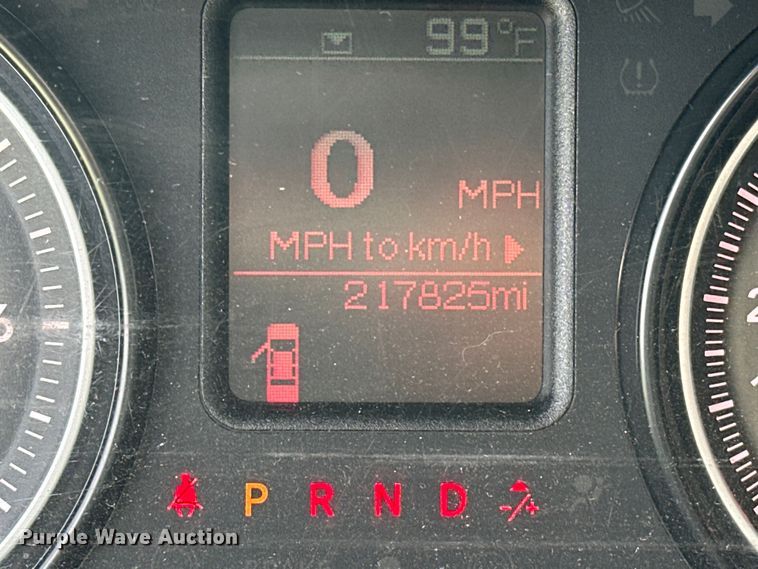 99°F
0
MPH
MPH to km/h
217825mi
P R N D
Purple Wave Auction